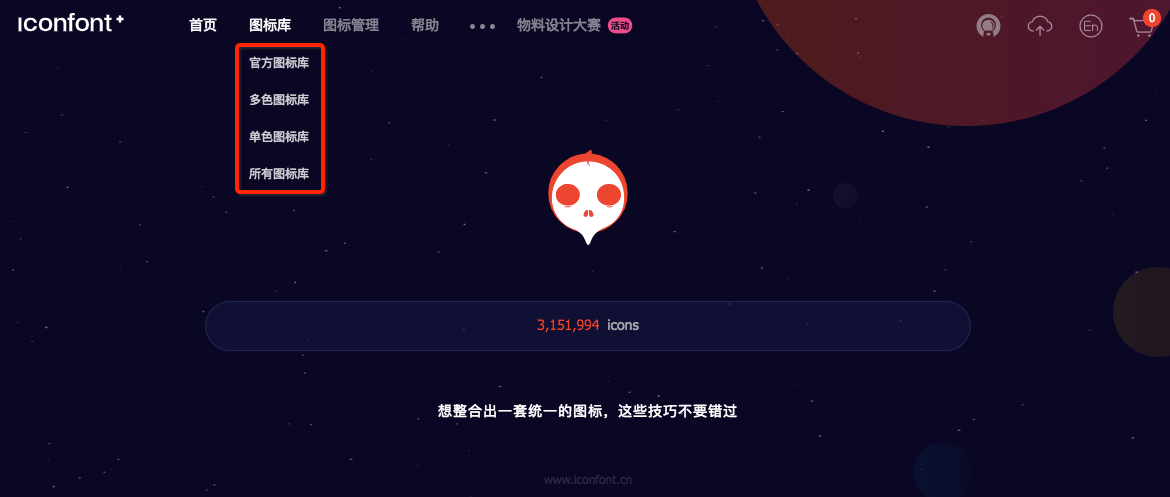 iconfont+
首页 图标库 图标管理 帮助 ••• 物料设计大赛 活动 En 0
官方图标库
多色图标库
单色图标库
所有图标库
3,151,994 icons
想整合出一套统一的图标，这些技巧不要错过
www.iconfont.cn